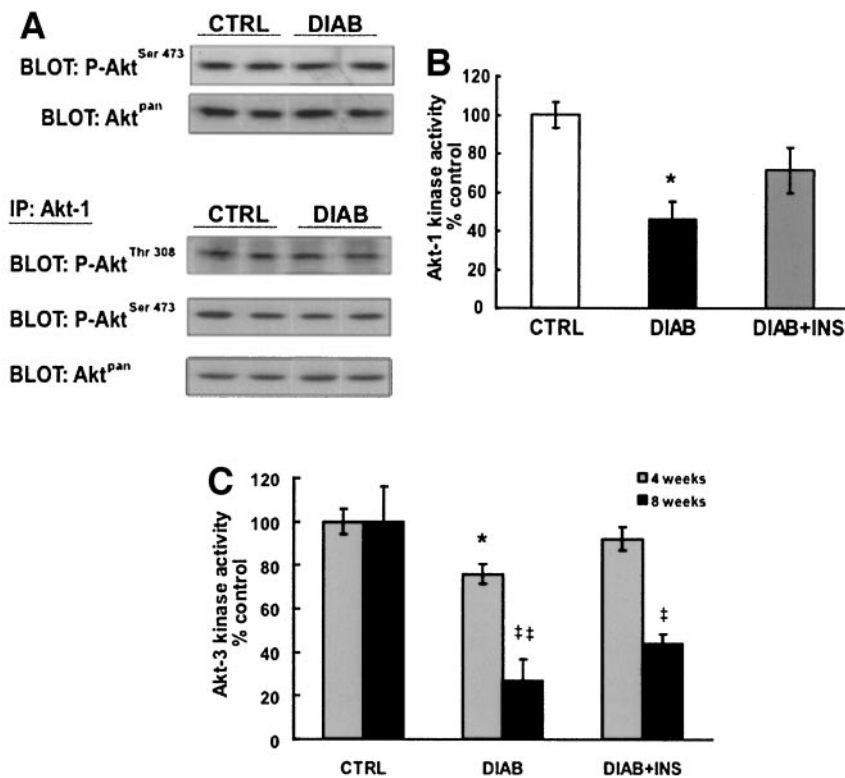 A
CTRL DIAB
BLOT: P-Akt^Ser 473
BLOT: Akt^pan
IP: Akt-1
CTRL DIAB
BLOT: P-Akt^Thr 308
BLOT: P-Akt^Ser 473
BLOT: Akt^pan
B
Akt-1 kinase activity
% control
120
100
80
60
40
20
0
*
CTRL DIAB DIAB+INS
C
Akt-3 kinase activity
% control
120
100
80
60
40
20
0
4 weeks
8 weeks
*
‡‡
‡
CTRL DIAB DIAB+INS